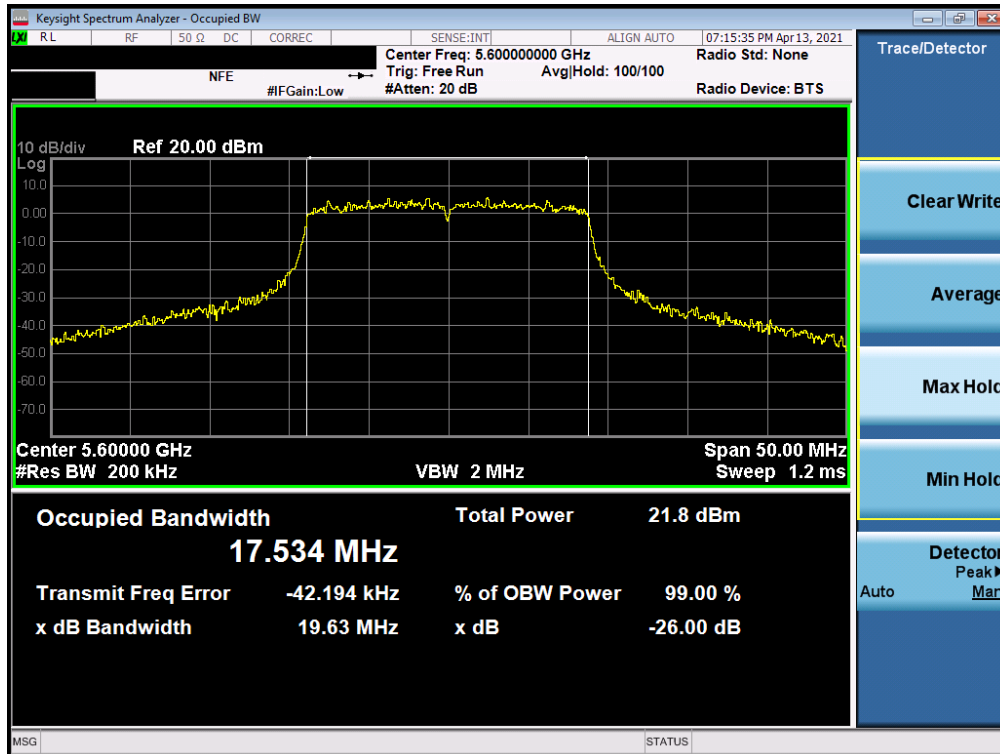 Keysight Spectrum Analyzer - Occupied BW
LXI RL RF 50 Ω DC CORREC SENSE:INT ALIGN AUTO 07:15:35 PM Apr 13, 2021
Center Freq: 5.600000000 GHz Radio Std: None
NFE Trig: Free Run Avg|Hold: 100/100
#IFGain:Low #Atten: 20 dB Radio Device: BTS
10 dB/div Ref 20.00 dBm
Log
10.0
0.00
-10.0
-20.0
-30.0
-40.0
-50.0
-60.0
-70.0
Center 5.60000 GHz Span 50.00 MHz
#Res BW 200 kHz VBW 2 MHz Sweep 1.2 ms
Occupied Bandwidth Total Power 21.8 dBm
17.534 MHz
Transmit Freq Error -42.194 kHz % of OBW Power 99.00 %
x dB Bandwidth 19.63 MHz x dB -26.00 dB
MSG STATUS
Trace/Detector
Clear Write
Average
Max Hold
Min Hold
Detector
Peak▶
Auto Man